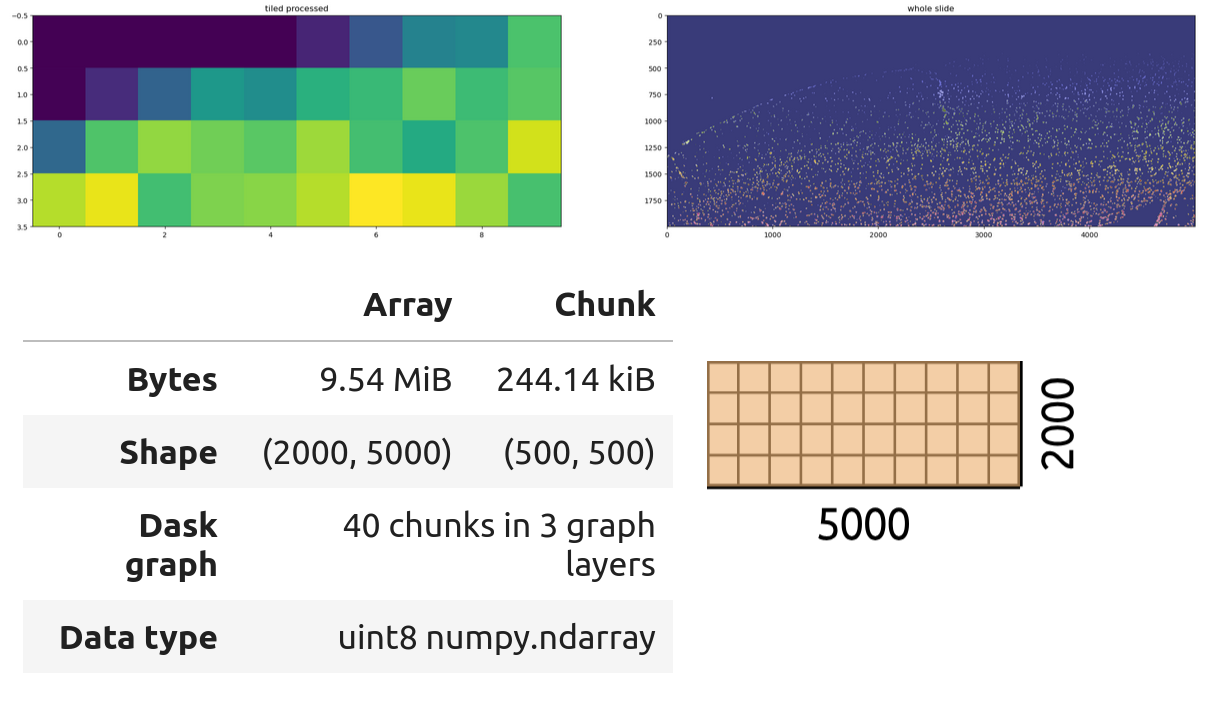 tiled processed
−0.5
0.0
0.5
1.0
1.5
2.0
2.5
3.0
3.5
0 2 4 6 8
whole slide
0
250
500
750
1000
1250
1500
1750
0 1000 2000 3000 4000
Array Chunk
Bytes 9.54 MiB 244.14 kiB
Shape (2000, 5000) (500, 500)
Dask graph 40 chunks in 3 graph
layers
Data type uint8 numpy.ndarray
2000
5000